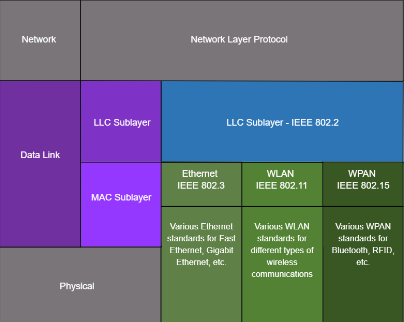 Network
Network Layer Protocol
Data Link
LLC Sublayer
LLC Sublayer - IEEE 802.2
MAC Sublayer
Ethernet
IEEE 802.3
WLAN
IEEE 802.11
WPAN
IEEE 802.15
Various Ethernet
standards for Fast
Ethernet, Gigabit
Ethernet, etc.
Various WLAN
standards for
different types of
wireless
communications
Various WPAN
standards for
Bluetooth, RFID,
etc.
Physical